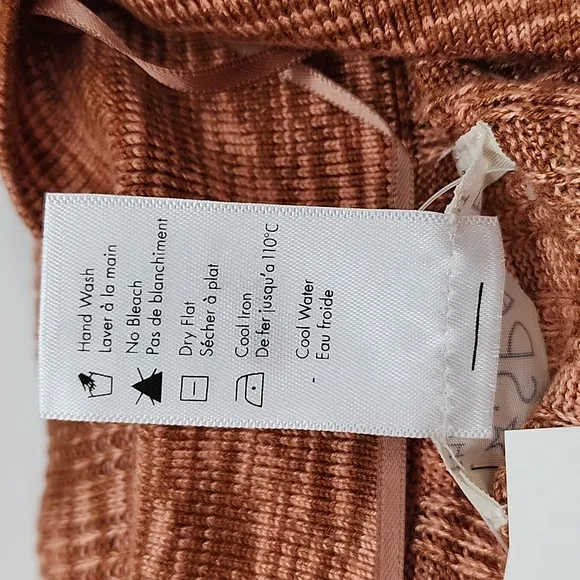 Hand Wash
Laver à la main
No Bleach
Pas de blanchiment
Dry Flat
Sécher à plat
Cool Iron
De fer jusqu'a 110°C
Cool Water
Eau froide